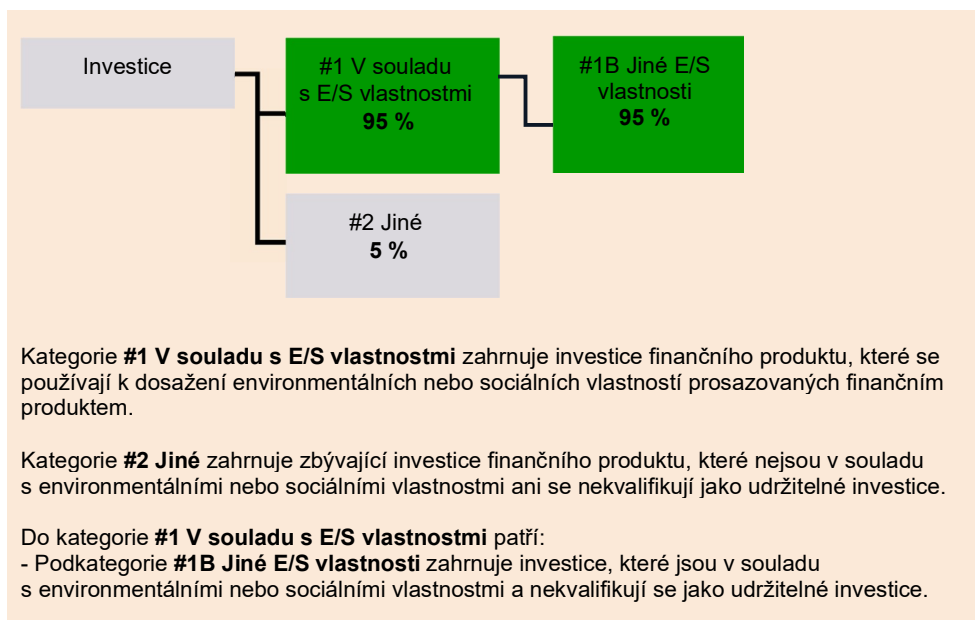 Investice
#1 V souladu
s E/S vlastnostmi
95 %
#1B Jiné E/S
vlastnosti
95 %
#2 Jiné
5 %
Kategorie #1 V souladu s E/S vlastnostmi zahrnuje investice finančního produktu, které se
používají k dosažení environmentálních nebo sociálních vlastností prosazovaných finančním
produktem.
Kategorie #2 Jiné zahrnuje zbývající investice finančního produktu, které nejsou v souladu
s environmentálními nebo sociálními vlastnostmi ani se nekvalifikují jako udržitelné investice.
Do kategorie #1 V souladu s E/S vlastnostmi patří:
- Podkategorie #1B Jiné E/S vlastnosti zahrnuje investice, které jsou v souladu
s environmentálními nebo sociálními vlastnostmi a nekvalifikují se jako udržitelné investice.